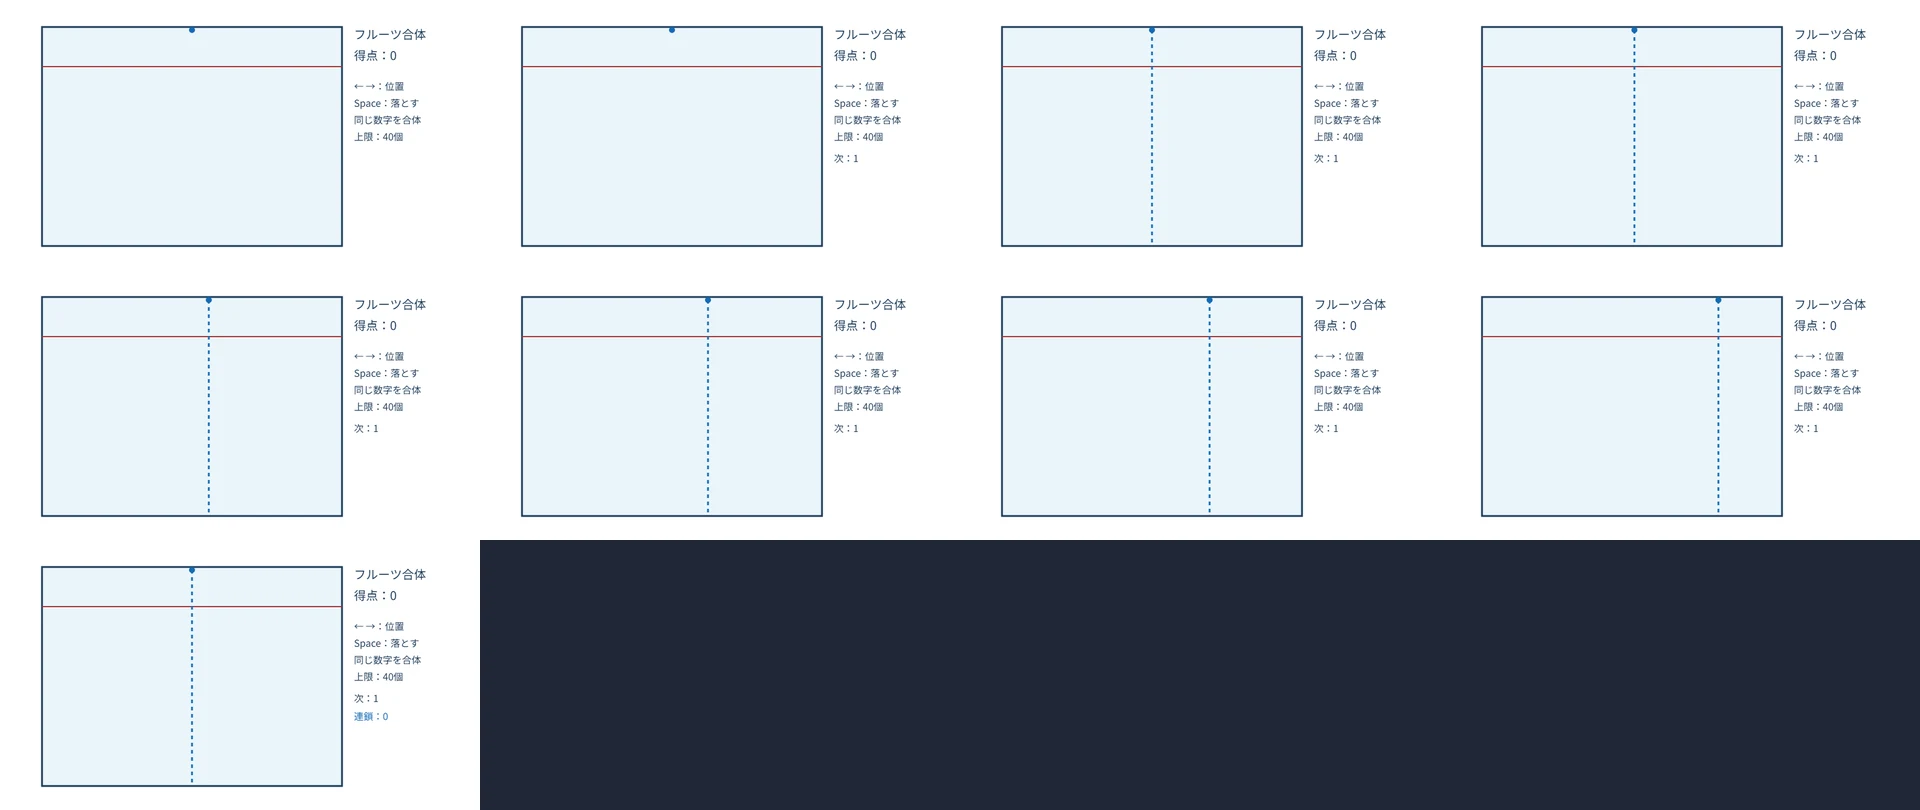 フルーツ合体
得点：0
←→：位置
Space：落とす
同じ数字を合体
上限：40個
フルーツ合体
得点：0
←→：位置
Space：落とす
同じ数字を合体
上限：40個
次：1
フルーツ合体
得点：0
←→：位置
Space：落とす
同じ数字を合体
上限：40個
次：1
フルーツ合体
得点：0
←→：位置
Space：落とす
同じ数字を合体
上限：40個
次：1
フルーツ合体
得点：0
←→：位置
Space：落とす
同じ数字を合体
上限：40個
次：1
フルーツ合体
得点：0
←→：位置
Space：落とす
同じ数字を合体
上限：40個
次：1
フルーツ合体
得点：0
←→：位置
Space：落とす
同じ数字を合体
上限：40個
次：1
フルーツ合体
得点：0
←→：位置
Space：落とす
同じ数字を合体
上限：40個
次：1
フルーツ合体
得点：0
←→：位置
Space：落とす
同じ数字を合体
上限：40個
次：1
連鎖：0